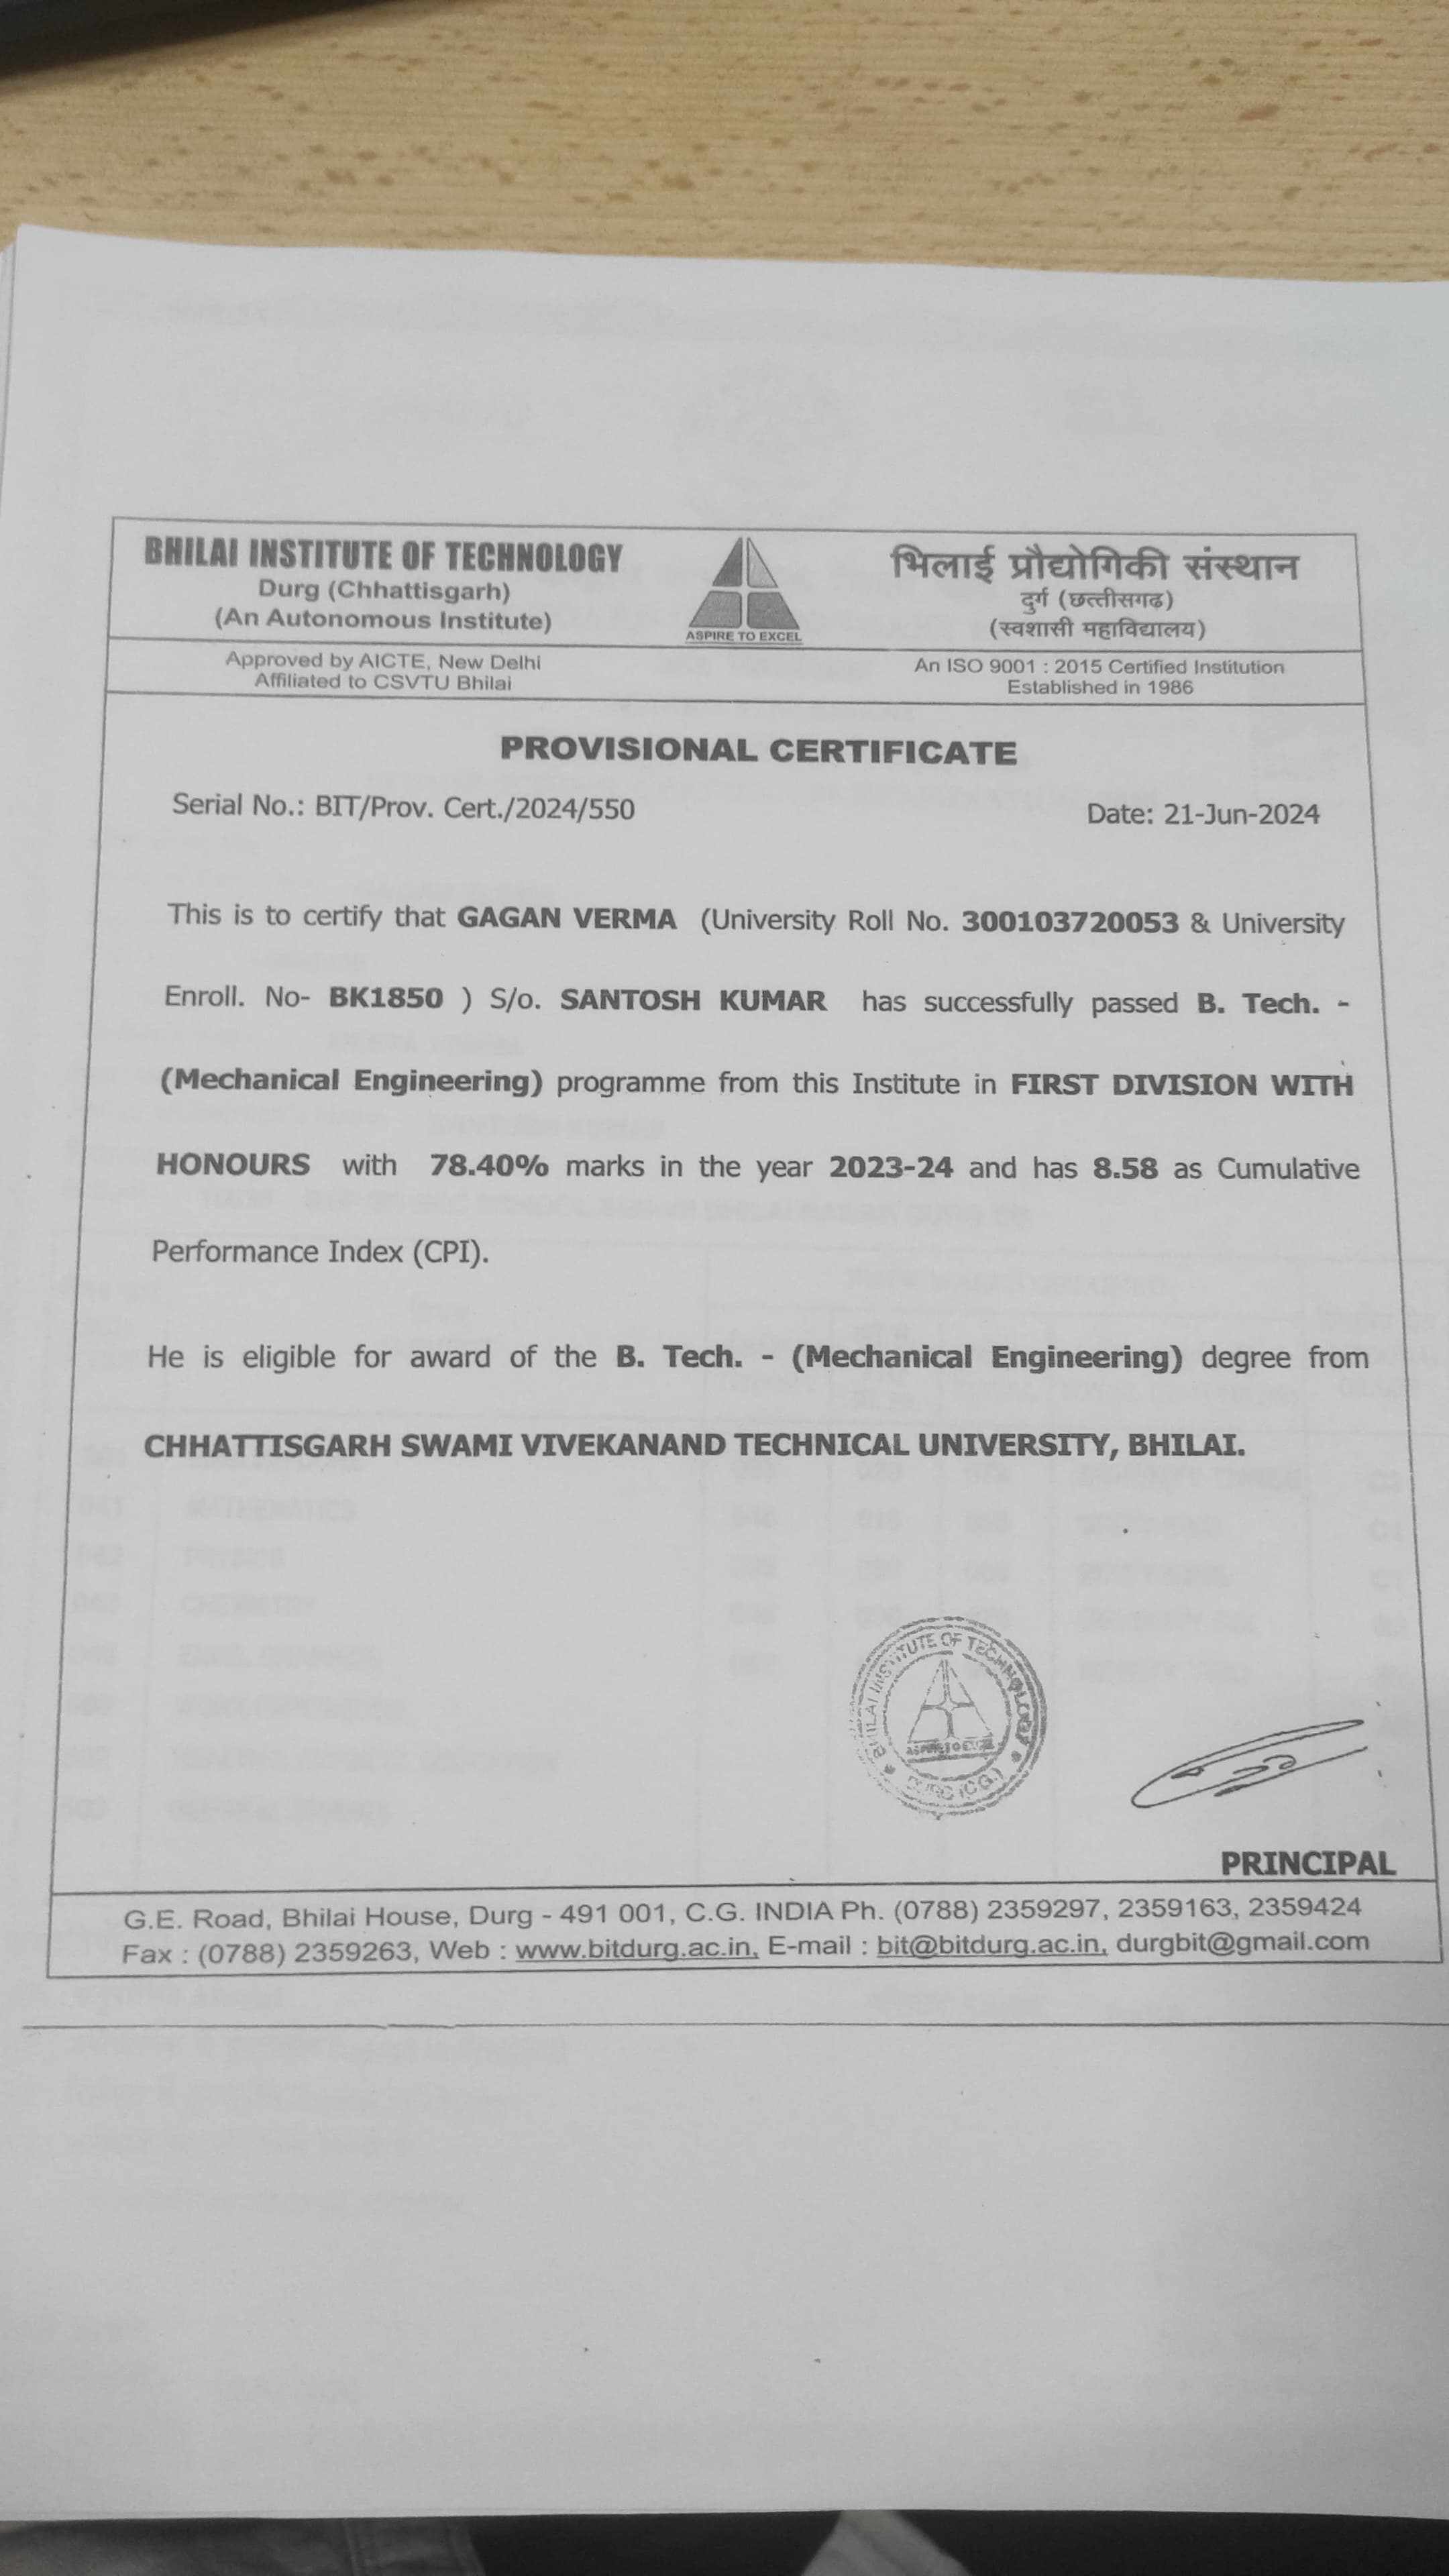 BHILAI INSTITUTE OF TECHNOLOGY
Durg (Chhattisgarh)
(An Autonomous Institute)
ASPIRE TO EXCEL
भिलाई प्रौद्योगिकी संस्थान
दुर्ग (छत्तीसगढ़)
(स्वशासी महाविद्यालय)
Approved by AICTE, New Delhi
Affiliated to CSVTU Bhilai
An ISO 9001 : 2015 Certified Institution
Established in 1986
PROVISIONAL CERTIFICATE
Serial No.: BIT/Prov. Cert./2024/550
Date: 21-Jun-2024
This is to certify that GAGAN VERMA (University Roll No. 300103720053 & University
Enroll. No- BK1850 ) S/o. SANTOSH KUMAR has successfully passed B. Tech. -
(Mechanical Engineering) programme from this Institute in FIRST DIVISION WITH
HONOURS with 78.40% marks in the year 2023-24 and has 8.58 as Cumulative
Performance Index (CPI).
He is eligible for award of the B. Tech. - (Mechanical Engineering) degree from
CHHATTISGARH SWAMI VIVEKANAND TECHNICAL UNIVERSITY, BHILAI.
BHILAI INSTITUTE OF TECHNOLOGY
ASPIRE TO EXCEL
DURG (C.G.)
PRINCIPAL
G.E. Road, Bhilai House, Durg - 491 001, C.G. INDIA Ph. (0788) 2359297, 2359163, 2359424
Fax : (0788) 2359263, Web : www.bitdurg.ac.in, E-mail : bit@bitdurg.ac.in, durgbit@gmail.com